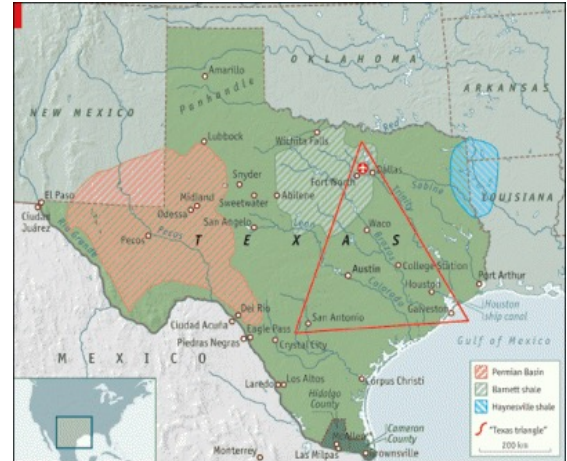 OKLAHOMA
Amarillo
Panhandle
ARKANSAS
NEW MEXICO
Red
Wichita Falls
Lubbock
Dallas
Fort Worth
Snyder
Sabine
LOUISIANA
El Paso
Midland
Sweetwater
Abilene
Trinity
Ciudad
Juárez
Odessa
San Angelo
Leon
Waco
Rio Grande
Pecos
Pecos
TEXAS
Brazos
Austin
College Station
Port Arthur
Houston
Colorado
Houston
ship canal
Galveston
Del Rio
San Antonio
Ciudad Acuña
Eagle Pass
Gulf of Mexico
Piedras Negras
Crystal City
MEXICO
Permian Basin
Laredo
Los Altos
Corpus Christi
Barnett shale
Hidalgo
County
Haynesville shale
"Texas triangle"
Cameron
County
McAllen
200 km
Monterrey
Las Milpas
Brownsville